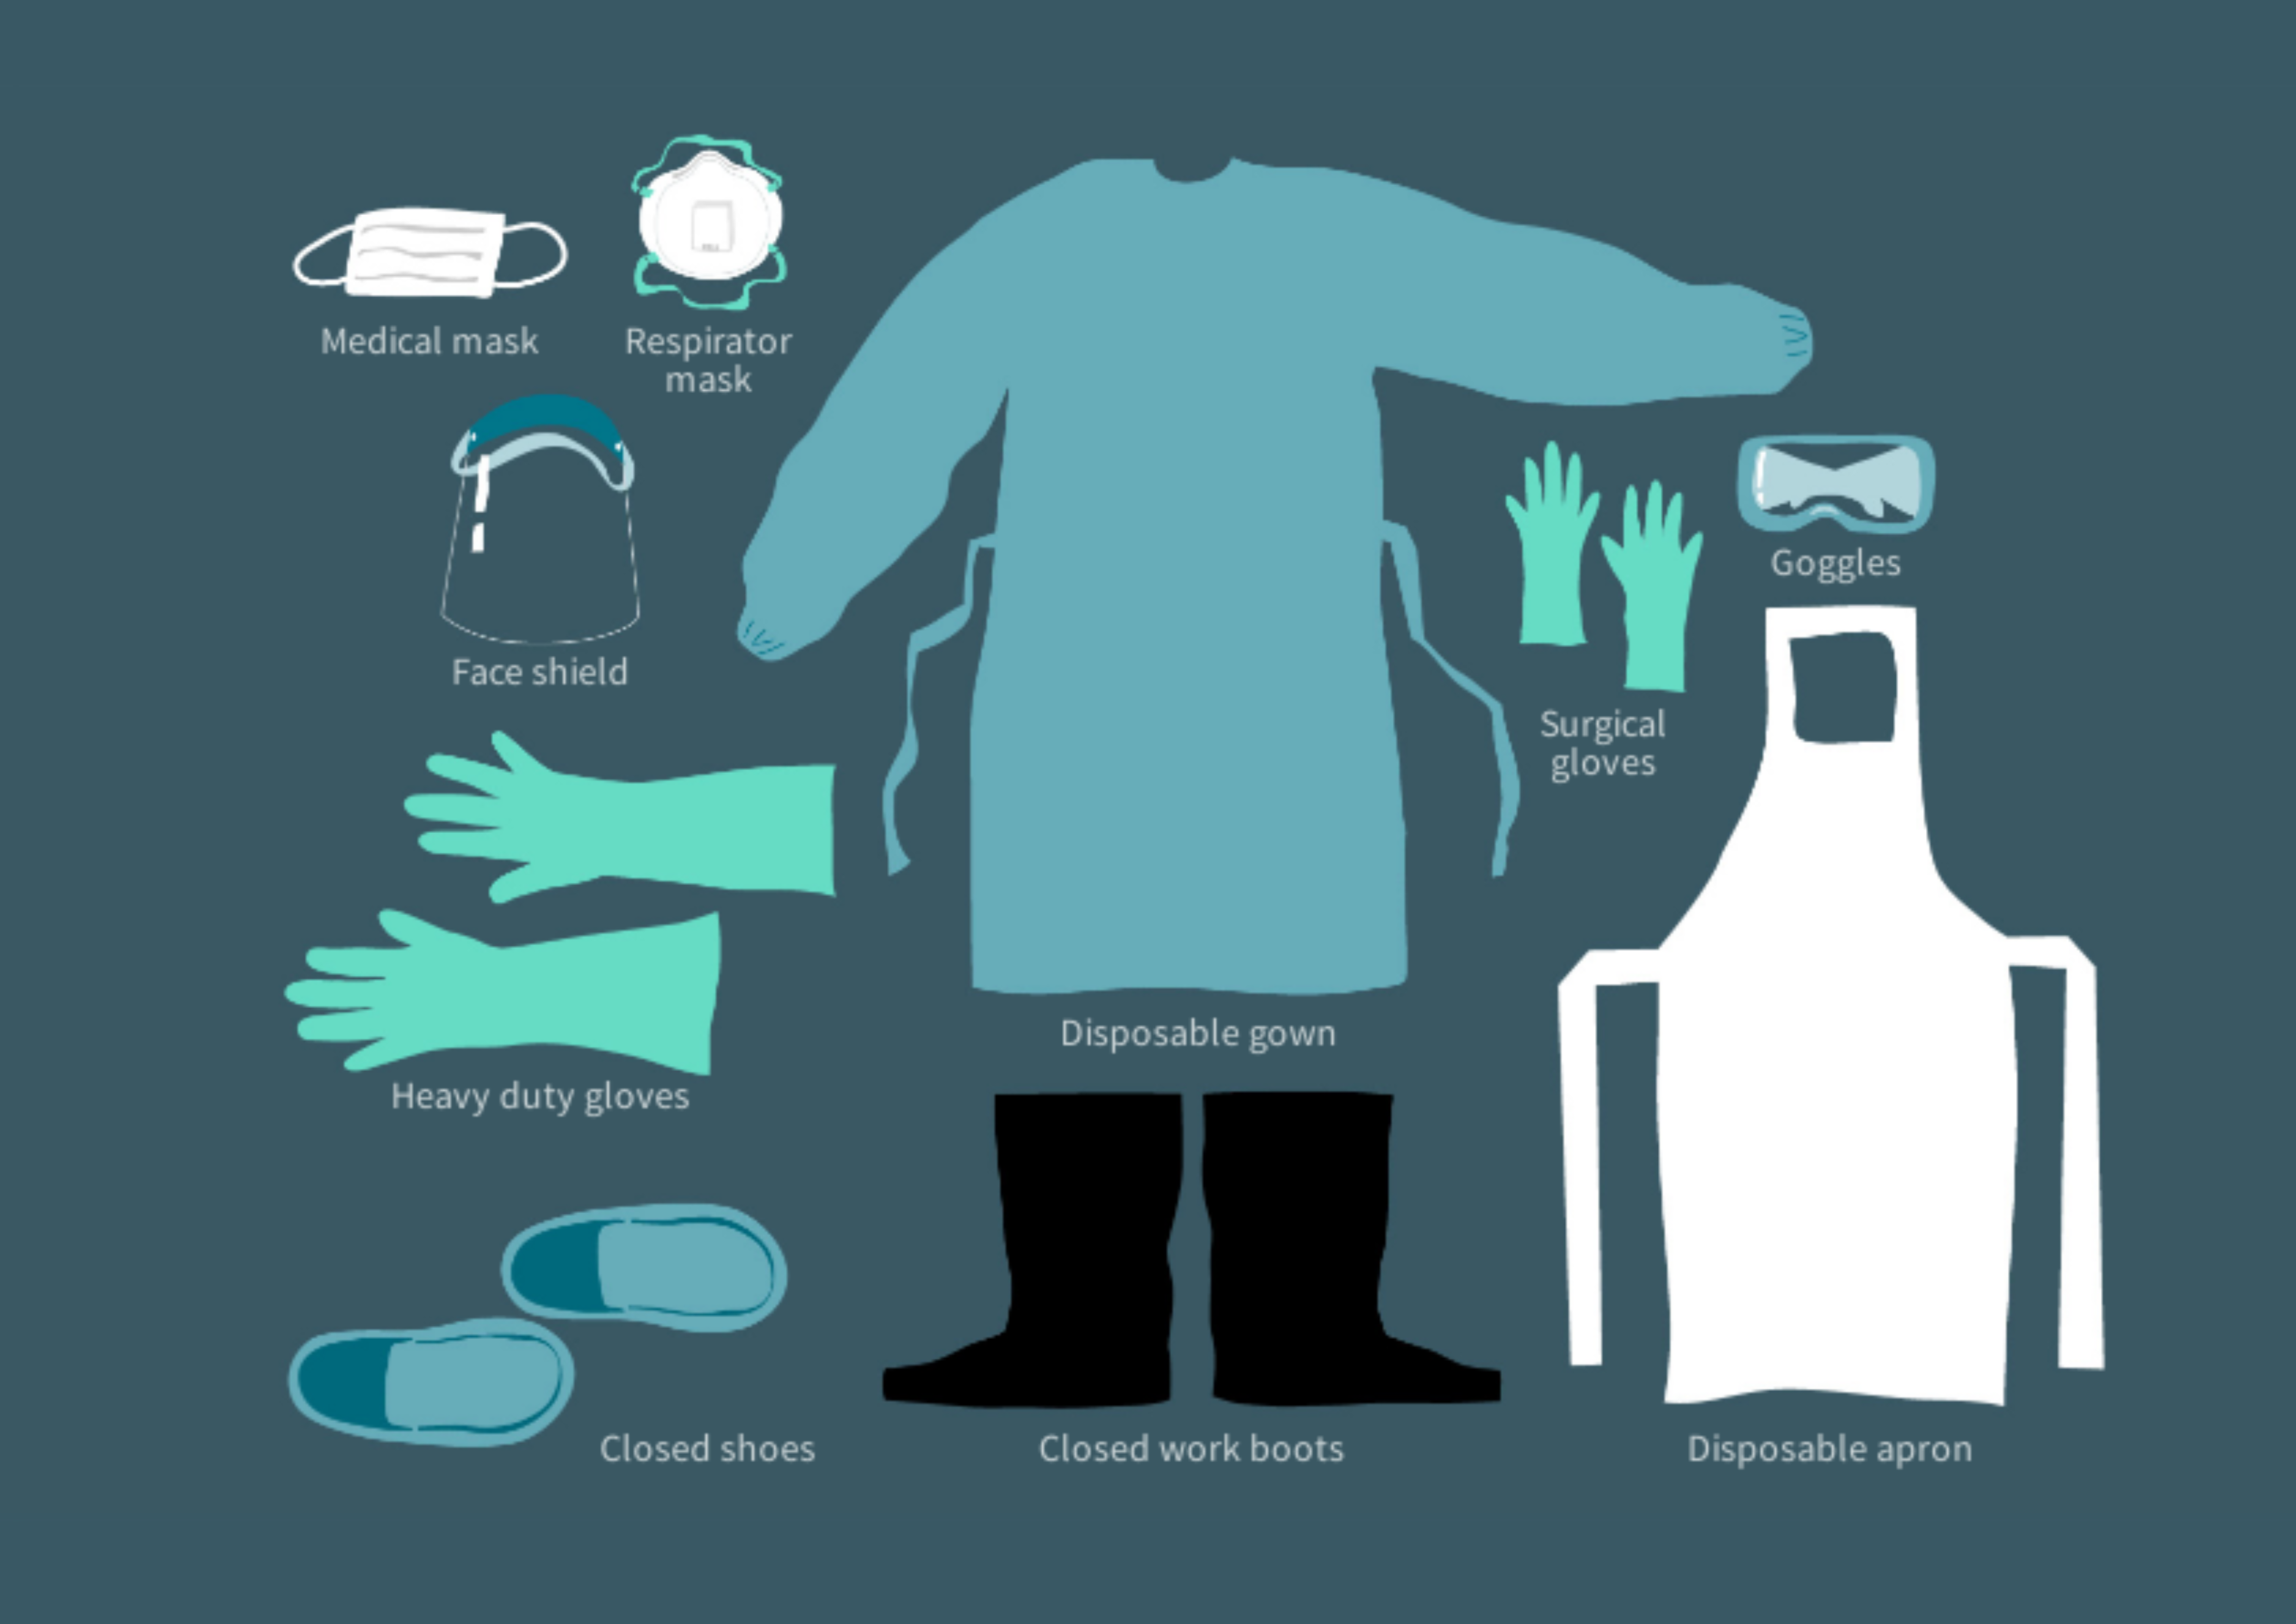 Medical mask
Respirator
mask
Face shield
Goggles
Surgical
gloves
Heavy duty gloves
Disposable gown
Closed shoes
Closed work boots
Disposable apron